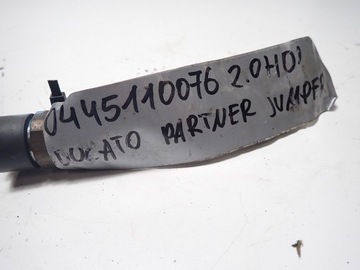 0445110076 2.0HDI
DUCATO PARTNER JUMPER